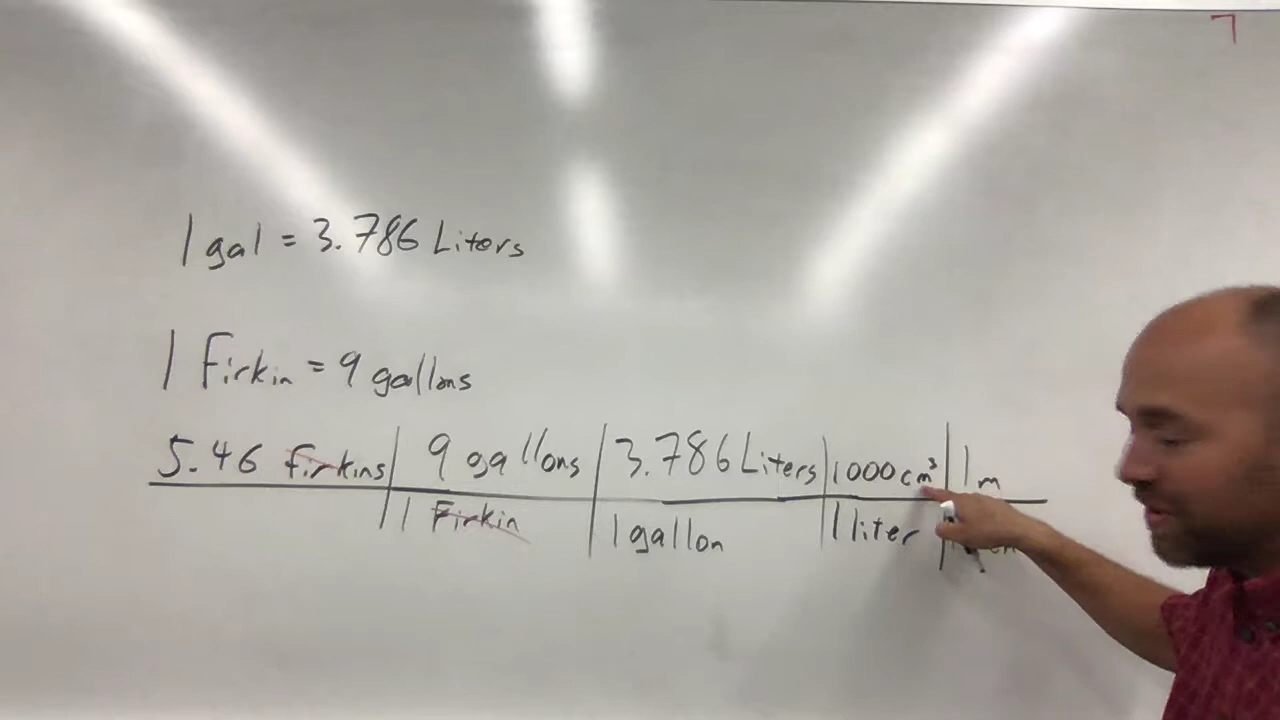 1 gal = 3.786 Liters
1 Firkin = 9 gallons
5.46 firkins | 9 gallons | 3.786 Liters | 1000 cm³ | 1 m
1 Firkin | 1 gallon | 1 liter |